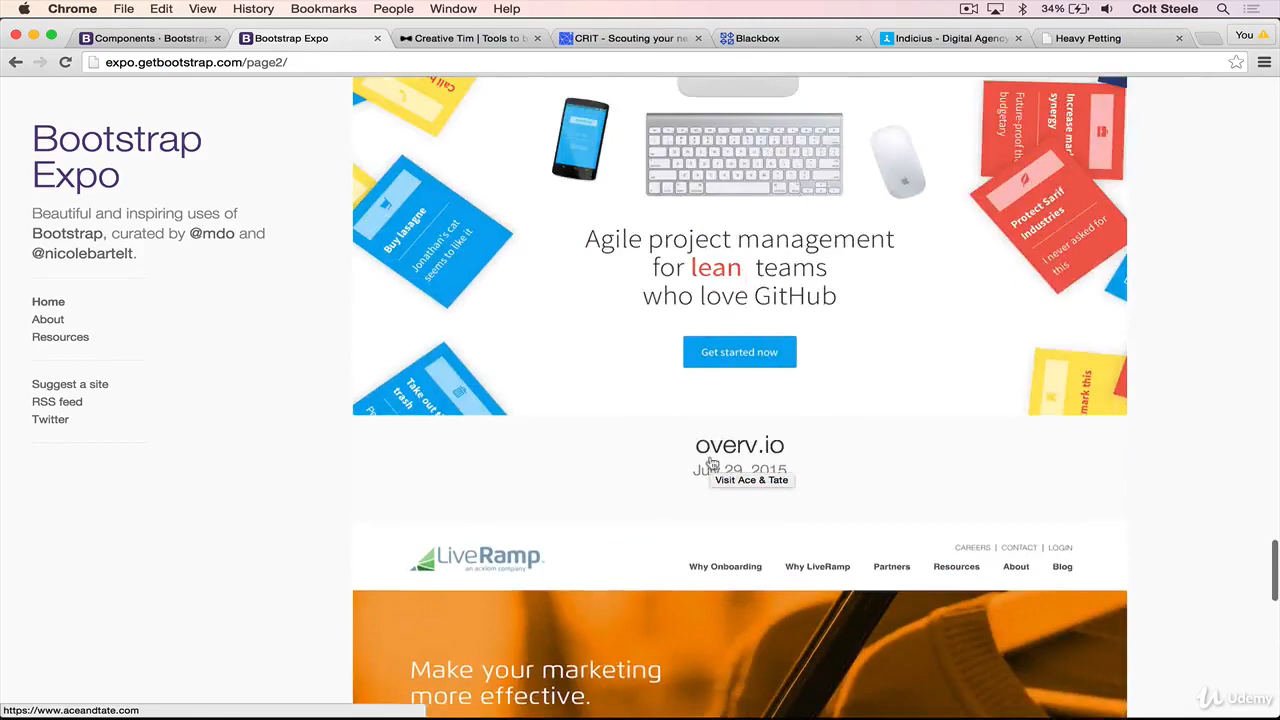 Chrome File Edit View History Bookmarks People Window Help 34% Colt Steele
Components · Bootstrap
Bootstrap Expo
Creative Tim | Tools to b
CRIT - Scouting your ne
Blackbox
Indicius - Digital Agency
Heavy Petting
You
expo.getbootstrap.com/page2/
Bootstrap
Expo
Beautiful and inspiring uses of
Bootstrap, curated by @mdo and
@nicolebartelt.
Home
About
Resources
Suggest a site
RSS feed
Twitter
Call b
Buy lasagne
Jonathan's cat
seems to like it
Take out t
trash
Future-proof th
budgetary
Increase mar
synergy
Protect Sarif
Industries
I never asked for
this
mark this
Agile project management
for lean teams
who love GitHub
Get started now
overv.io
29, 2015
Visit Ace & Tate
LiveRamp
an acxiom company
CAREERS | CONTACT | LOGIN
Why Onboarding Why LiveRamp Partners Resources About Blog
Make your marketing
more effective.
https://www.aceandtate.com
Udemy